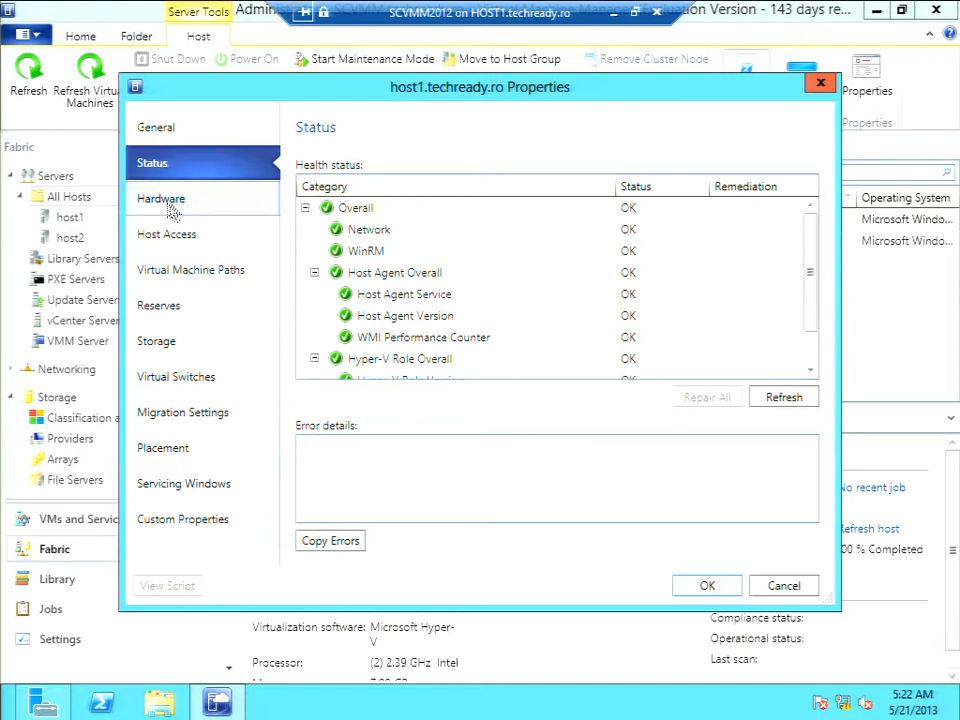 Server Tools
Admini
SCVMM2012 on HOST1.techready.ro
uation Version - 143 days re...
Home
Folder
Host
Shut Down
Power On
Start Maintenance Mode
Move to Host Group
Remove Cluster Node
Refresh
Refresh Virtu
Machines
Properties
Properties
host1.techready.ro Properties
Fabric
Servers
All Hosts
host1
host2
Library Servers
PXE Servers
Update Server
vCenter Serve
VMM Server
Networking
Storage
Classification a
Providers
Arrays
File Servers
VMs and Servic
Fabric
Library
Jobs
Settings
General
Status
Hardware
Host Access
Virtual Machine Paths
Reserves
Storage
Virtual Switches
Migration Settings
Placement
Servicing Windows
Custom Properties
View Script
Status
Health status:
Category Status Remediation
Overall OK
Network OK
WinRM OK
Host Agent Overall OK
Host Agent Service OK
Host Agent Version OK
WMI Performance Counter OK
Hyper-V Role Overall OK
Repair All
Refresh
Error details:
Copy Errors
OK
Cancel
Operating System
Microsoft Windo...
Microsoft Windo...
No recent job
Refresh host
00 % Completed
Virtualization software: Microsoft Hyper-
V
Processor: (2) 2.39 GHz Intel
Compliance status:
Operational status:
Last scan:
5:22 AM
5/21/2013